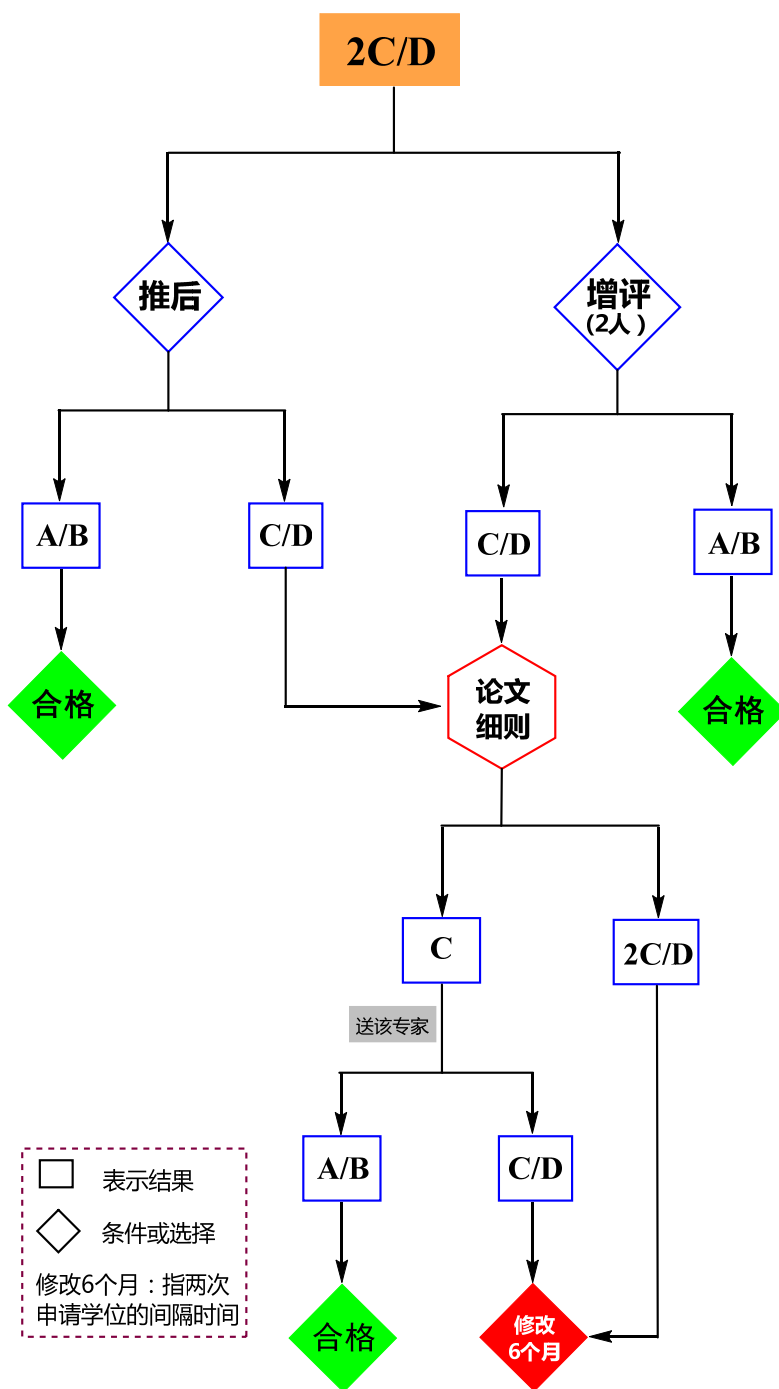 2C/D
推后
增评
(2人）
A/B
C/D
C/D
A/B
合格
论文
细则
合格
C
2C/D
送该专家
A/B
C/D
表示结果
条件或选择
修改6个月：指两次
申请学位的间隔时间
合格
修改
6个月